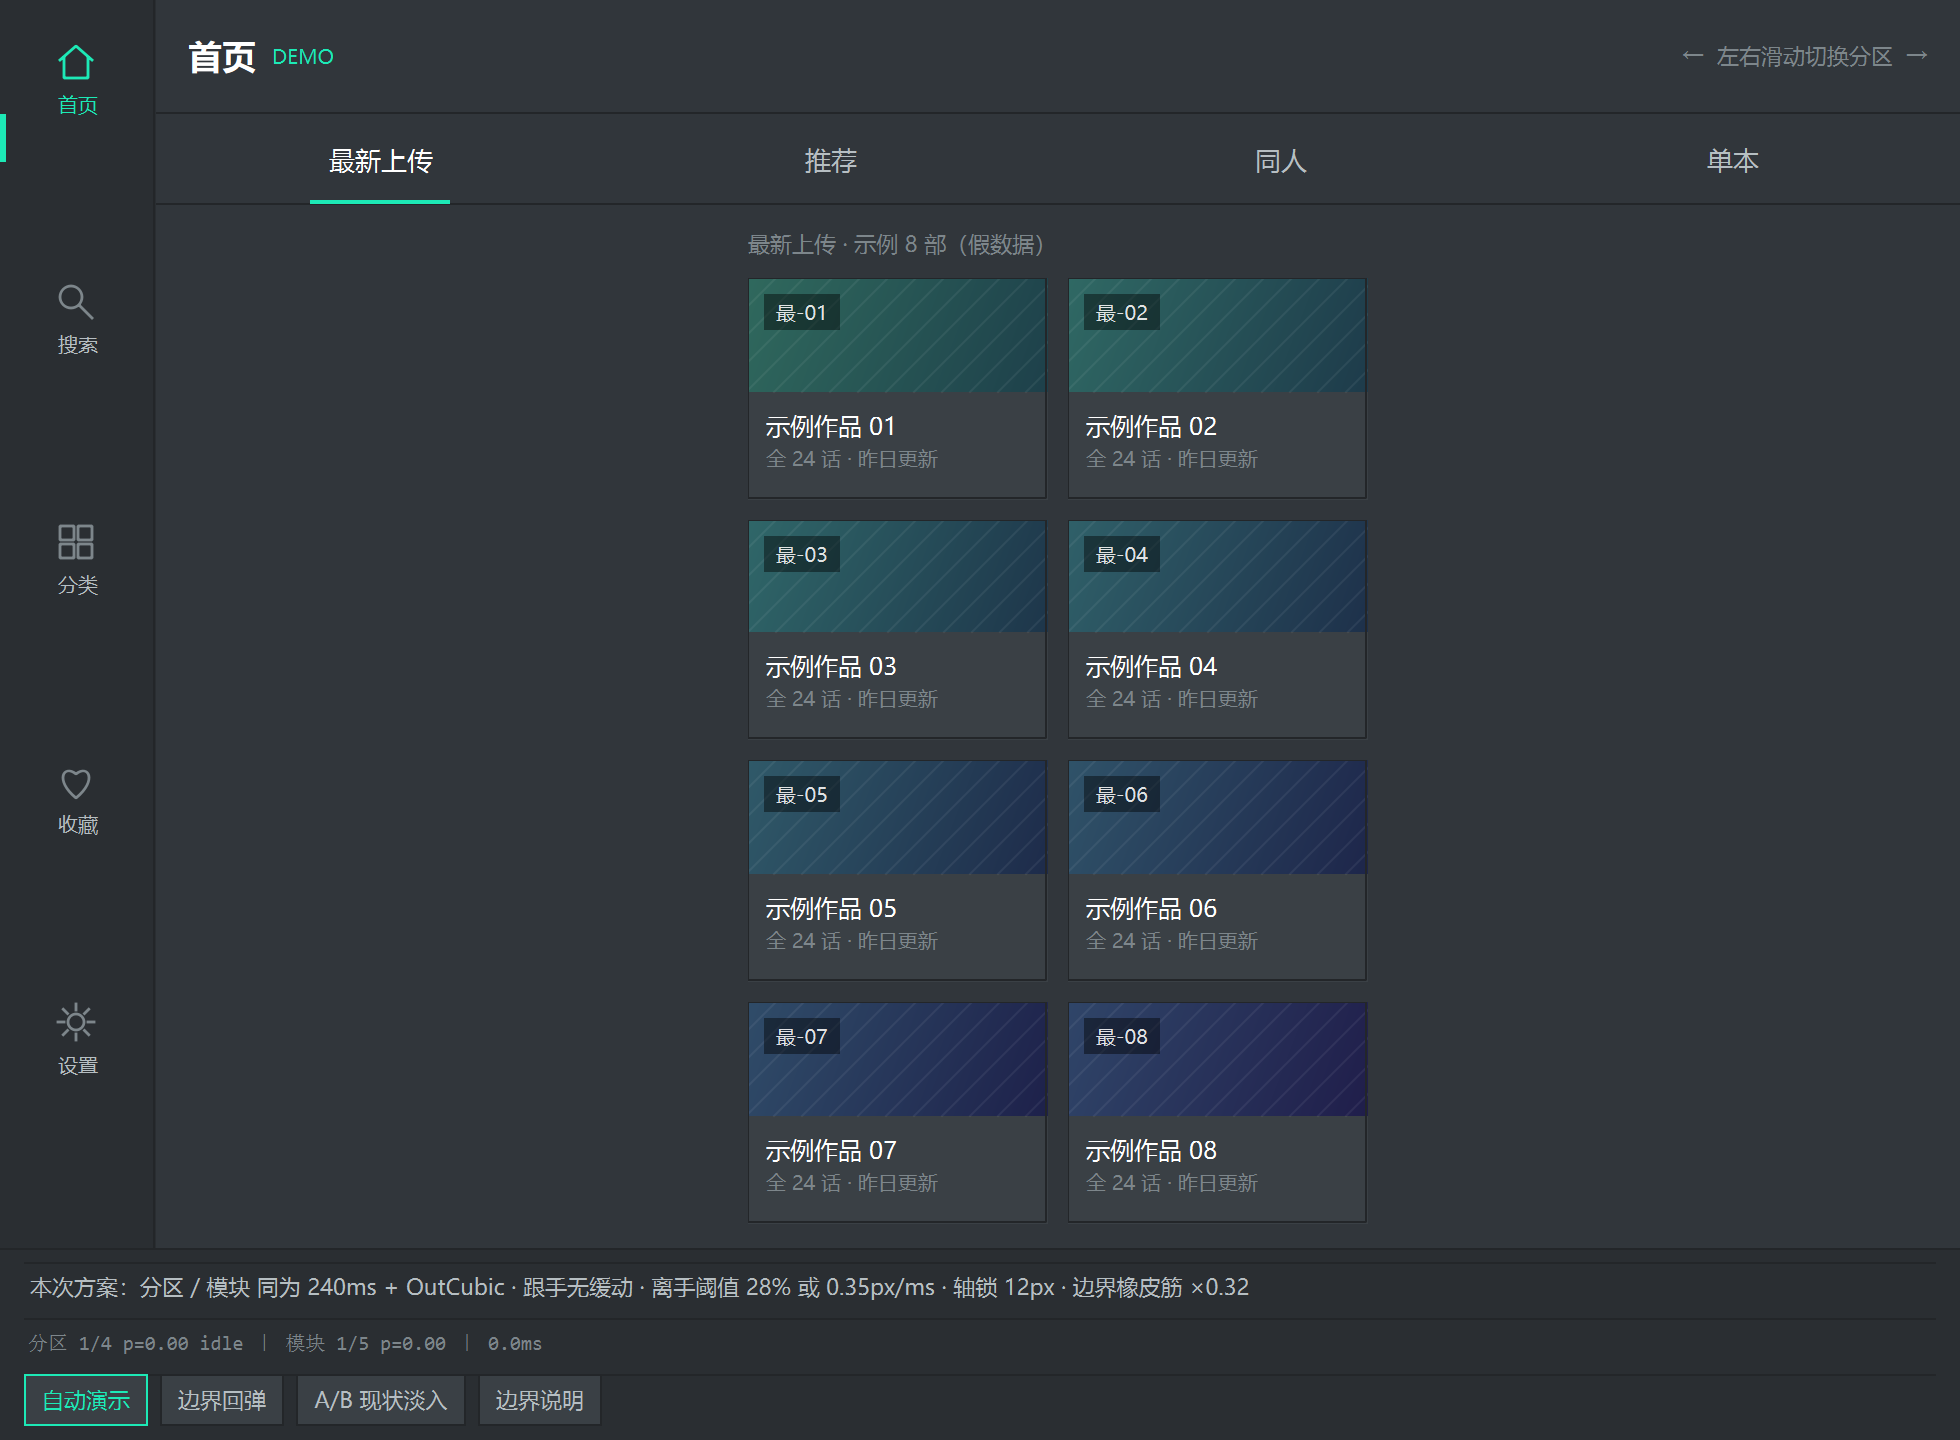 首页
搜索
分类
收藏
设置
首页 DEMO
← 左右滑动切换分区 →
最新上传 推荐 同人 单本
最新上传 · 示例 8 部（假数据）
最-01
示例作品 01
全 24 话 · 昨日更新
最-02
示例作品 02
全 24 话 · 昨日更新
最-03
示例作品 03
全 24 话 · 昨日更新
最-04
示例作品 04
全 24 话 · 昨日更新
最-05
示例作品 05
全 24 话 · 昨日更新
最-06
示例作品 06
全 24 话 · 昨日更新
最-07
示例作品 07
全 24 话 · 昨日更新
最-08
示例作品 08
全 24 话 · 昨日更新
本次方案：分区 / 模块 同为 240ms + OutCubic · 跟手无缓动 · 离手阈值 28% 或 0.35px/ms · 轴锁 12px · 边界橡皮筋 ×0.32
分区 1/4 p=0.00 idle | 模块 1/5 p=0.00 | 0.0ms
自动演示 边界回弹 A/B 现状淡入 边界说明